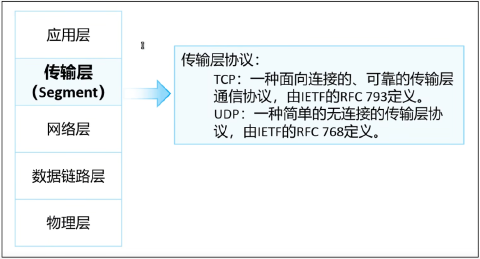 应用层
传输层
（Segment）
网络层
数据链路层
物理层
传输层协议：
TCP：一种面向连接的、可靠的传输层
通信协议，由IETF的RFC 793定义。
UDP：一种简单的无连接的传输层协
议，由IETF的RFC 768定义。